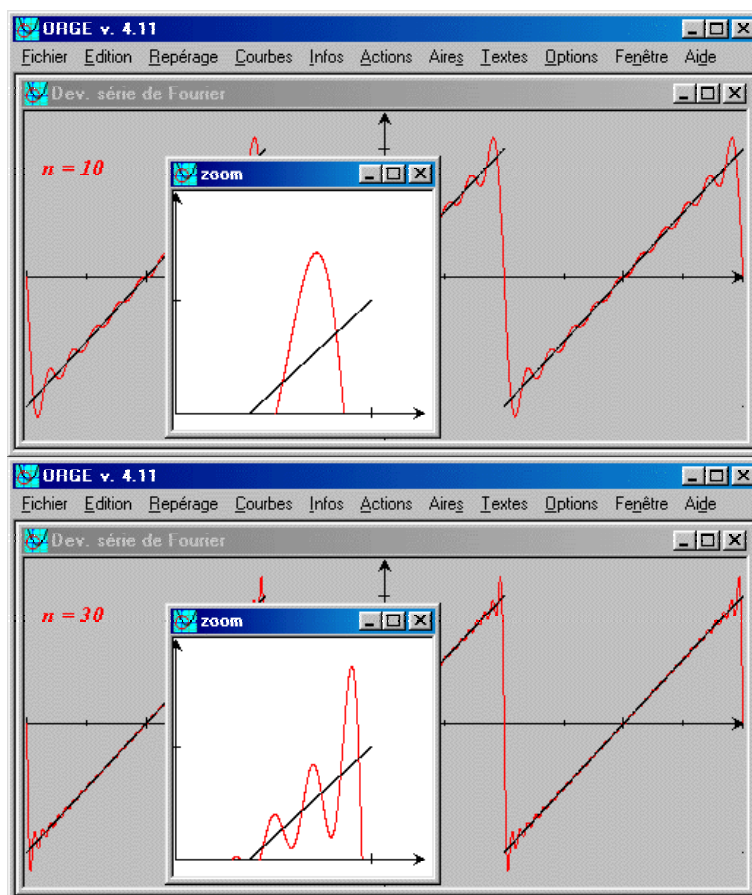 ORGE v. 4.11
Fichier Edition Repérage Courbes Infos Actions Aires Textes Options Fenêtre Aide
Dev. série de Fourier
n = 10
zoom
ORGE v. 4.11
Fichier Edition Repérage Courbes Infos Actions Aires Textes Options Fenêtre Aide
Dev. série de Fourier
n = 30
zoom